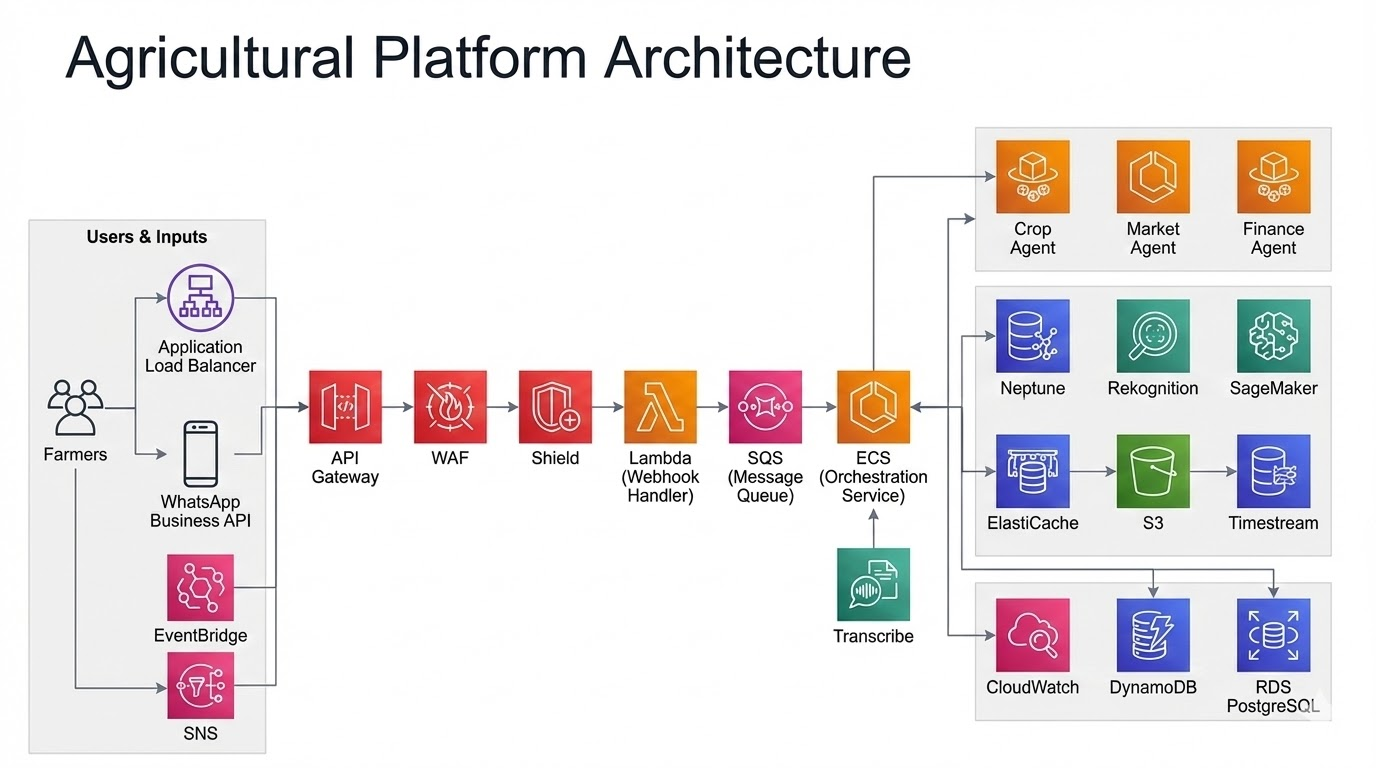 Agricultural Platform Architecture
Users & Inputs
Application
Load Balancer
Farmers
WhatsApp
Business API
EventBridge
SNS
API
Gateway
WAF
Shield
Lambda
(Webhook
Handler)
SQS
(Message
Queue)
ECS
(Orchestration
Service)
Transcribe
Crop
Agent
Market
Agent
Finance
Agent
Neptune
Rekognition
SageMaker
ElastiCache
S3
Timestream
CloudWatch
DynamoDB
RDS
PostgreSQL